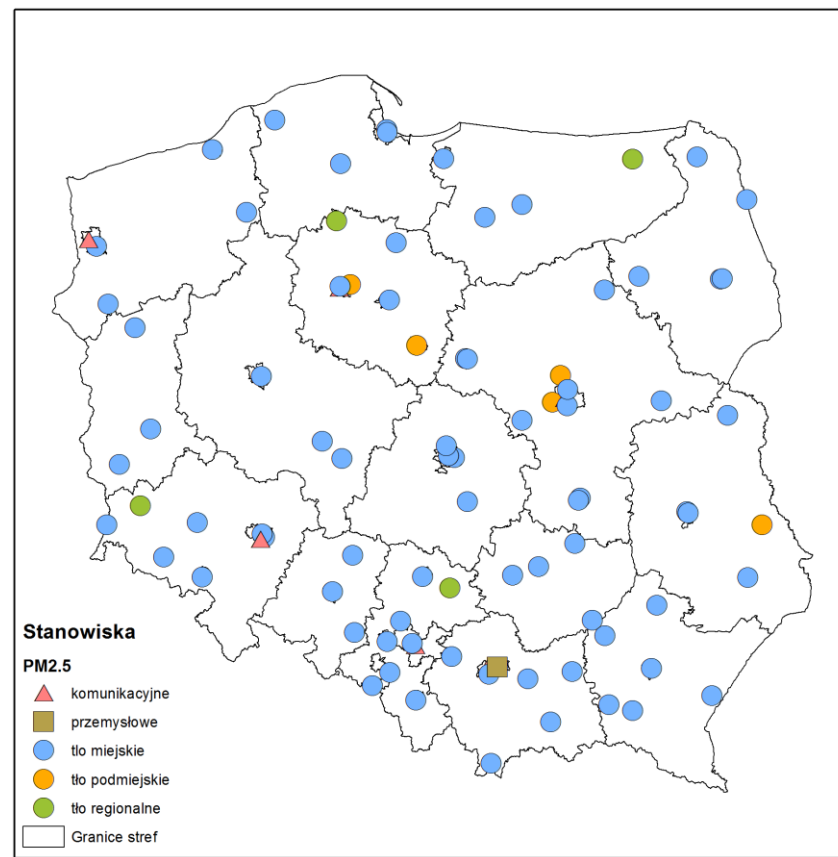 Stanowiska
PM2.5
komunikacyjne
przemysłowe
tło miejskie
tło podmiejskie
tło regionalne
Granice stref